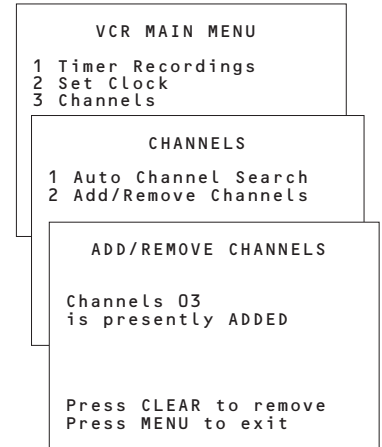 VCR MAIN MENU
1 Timer Recordings
2 Set Clock
3 Channels
CHANNELS
1 Auto Channel Search
2 Add/Remove Channels
ADD/REMOVE CHANNELS
Channels 03
is presently ADDED
Press CLEAR to remove
Press MENU to exit